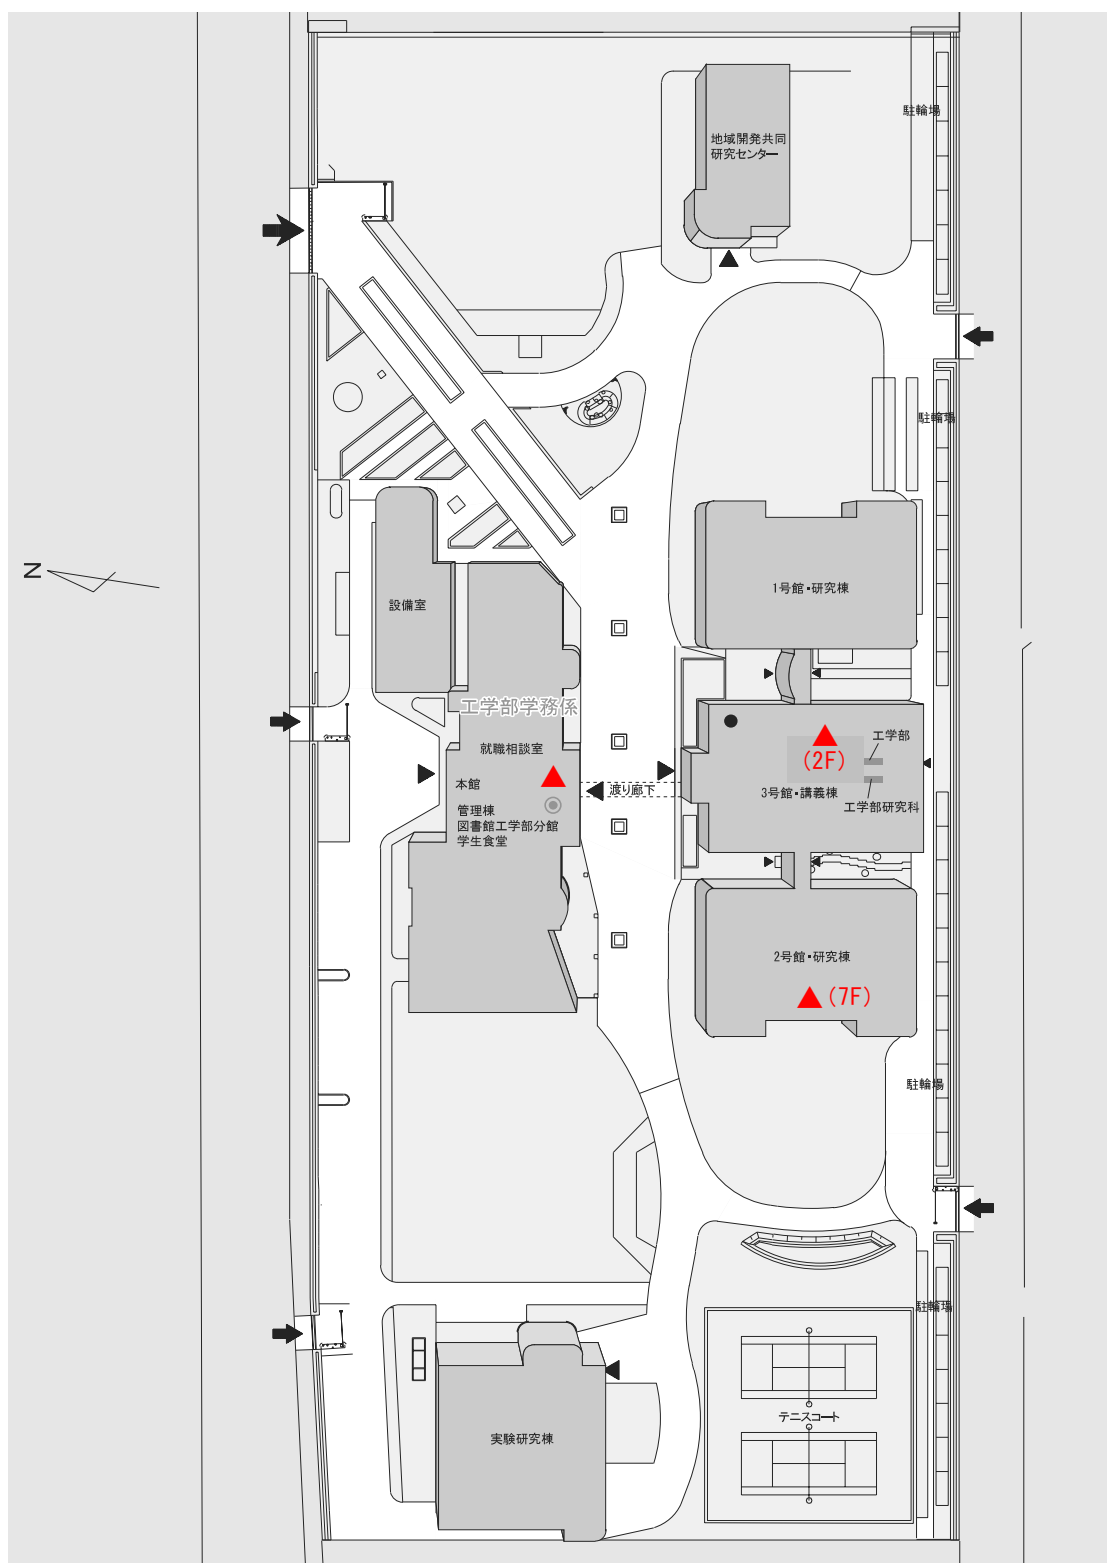 駐輪場
地域開発共同
研究センター
駐輪場
N
1号館・研究棟
設備室
工学部学務係
就職相談室
工学部
(2F)
本館
渡り廊下
3号館・講義棟
工学部研究科
管理棟
図書館工学部分館
学生食堂
2号館・研究棟
(7F)
駐輪場
駐輪場
テニスコート
実験研究棟